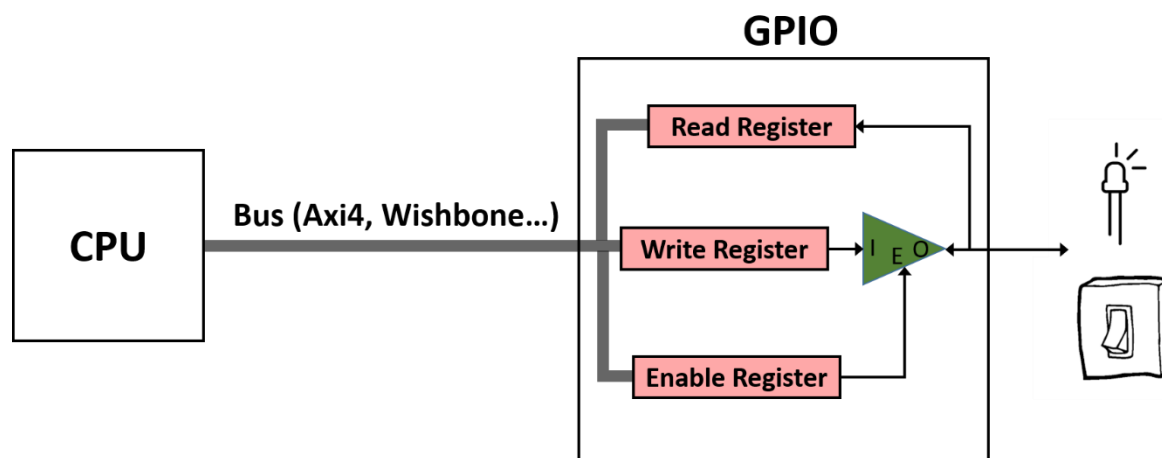 GPIO
Read Register
Bus (Axi4, Wishbone...)
CPU
Write Register
I E O
Enable Register